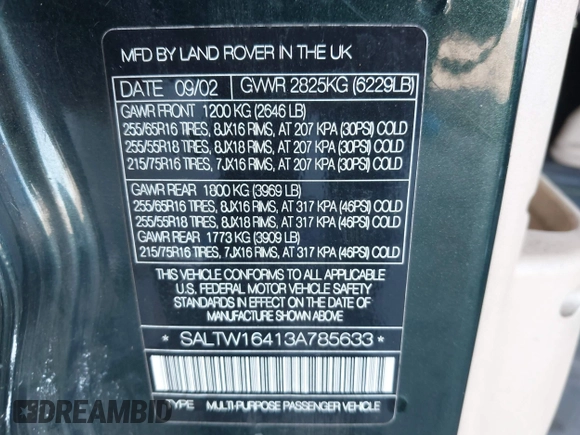 MFD BY LAND ROVER IN THE UK
DATE 09/02 GVWR 2825KG (6229LB)
GAWR FRONT 1200 KG (2646 LB)
255/65R16 TIRES, 8JX16 RIMS, AT 207 KPA (30PSI) COLD
255/55R18 TIRES, 8JX18 RIMS, AT 207 KPA (30PSI) COLD
215/75R16 TIRES, 7JX16 RIMS, AT 207 KPA (30PSI) COLD
GAWR REAR 1800 KG (3969 LB)
255/65R16 TIRES, 8JX16 RIMS, AT 317 KPA (46PSI) COLD
255/55R18 TIRES, 8JX18 RIMS, AT 317 KPA (46PSI) COLD
GAWR REAR 1773 KG (3909 LB)
215/75R16 TIRES, 7JX16 RIMS, AT 317 KPA (46PSI) COLD
THIS VEHICLE CONFORMS TO ALL APPLICABLE
U.S. FEDERAL MOTOR VEHICLE SAFETY
STANDARDS IN EFFECT ON THE DATE OF
MANUFACTURE SHOWN ABOVE
* SALTW16413A785633 *
TYPE MULTI-PURPOSE PASSENGER VEHICLE
DREAMBID